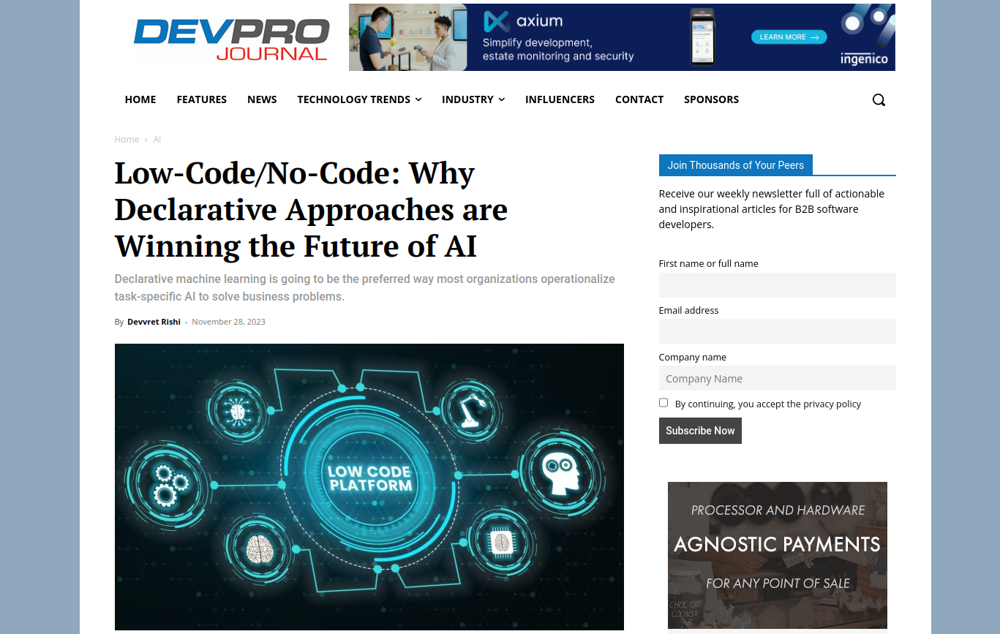 DEVPRO
JOURNAL
axium
Simplify development,
estate monitoring and security
LEARN MORE
ingenico
HOME FEATURES NEWS TECHNOLOGY TRENDS INDUSTRY INFLUENCERS CONTACT SPONSORS
Home › AI
Low-Code/No-Code: Why
Declarative Approaches are
Winning the Future of AI
Declarative machine learning is going to be the preferred way most organizations operationalize
task-specific AI to solve business problems.
By Devvret Rishi - November 28, 2023
LOW CODE
PLATFORM
Join Thousands of Your Peers
Receive our weekly newsletter full of actionable
and inspirational articles for B2B software
developers.
First name or full name
Email address
Company name
Company Name
By continuing, you accept the privacy policy
Subscribe Now
PROCESSOR AND HARDWARE
AGNOSTIC PAYMENTS
FOR ANY POINT OF SALE